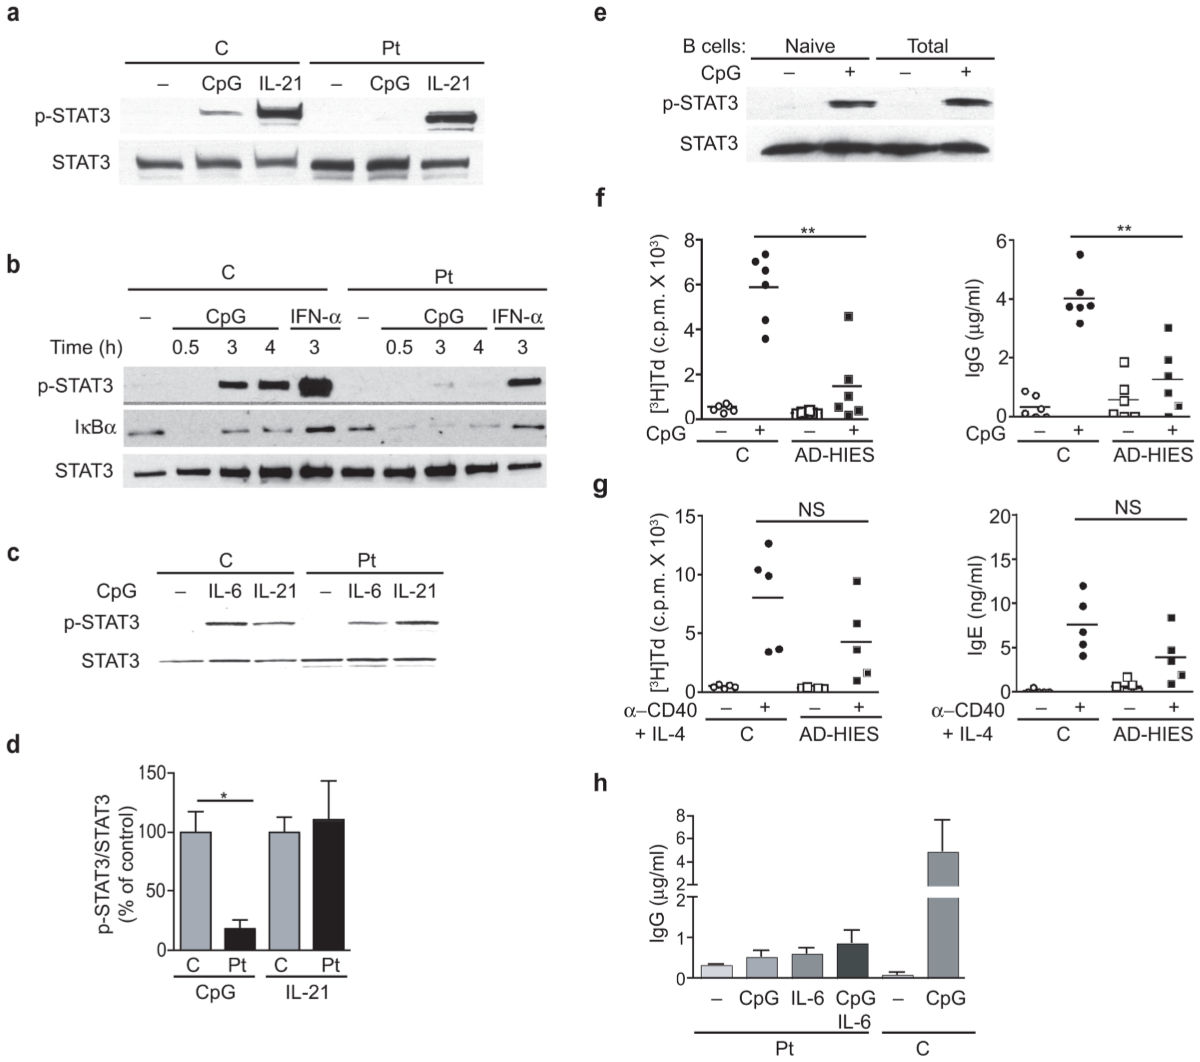 a
C Pt
– CpG IL-21 – CpG IL-21
p-STAT3
STAT3
b
C Pt
– CpG IFN-α – CpG IFN-α
Time (h) 0.5 3 4 3 0.5 3 4 3
p-STAT3
IκBα
STAT3
c
C Pt
CpG – IL-6 IL-21 – IL-6 IL-21
p-STAT3
STAT3
d
p-STAT3/STAT3
(% of control)
150
100
50
0
*
C Pt C Pt
CpG IL-21
e
B cells: Naive Total
CpG – + – +
p-STAT3
STAT3
f
[³H]Td (c.p.m. X 10³)
8
6
4
2
0
**
CpG – + – +
C AD-HIES
IgG (µg/ml)
6
4
2
0
**
CpG – + – +
C AD-HIES
g
[³H]Td (c.p.m. X 10³)
15
10
5
0
NS
α–CD40 – + – +
+ IL-4 C AD-HIES
IgE (ng/ml)
20
15
10
5
0
NS
α–CD40 – + – +
+ IL-4 C AD-HIES
h
IgG (µg/ml)
8
6
4
2
2
1
0
– CpG IL-6 CpG – CpG
IL-6
Pt C